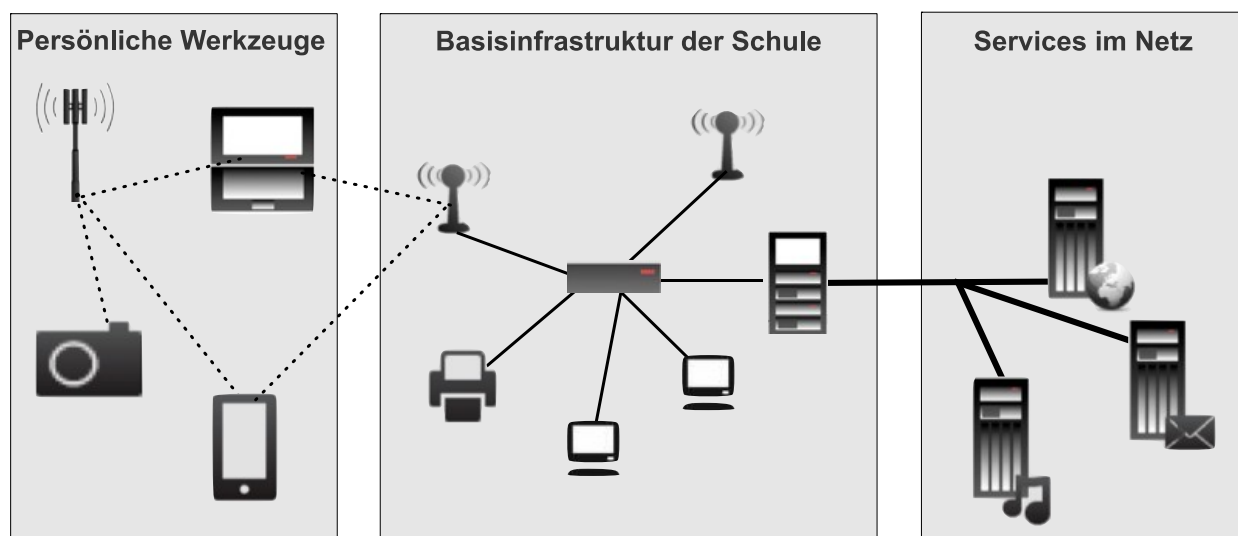 Persönliche Werkzeuge
Basisinfrastruktur der Schule
Services im Netz